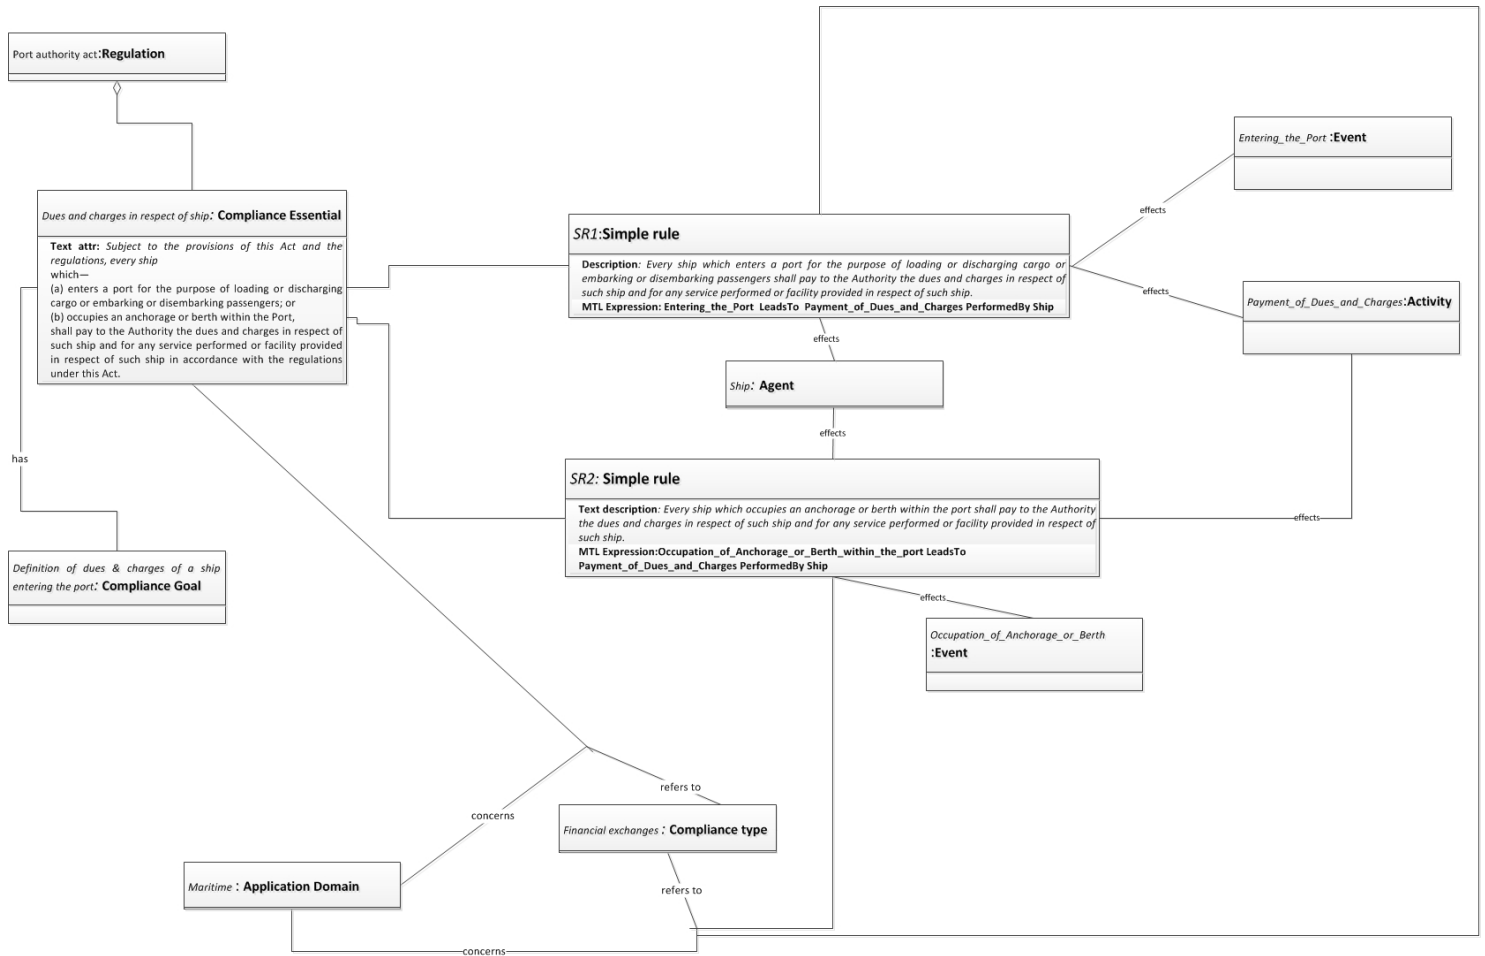 Port authority act:Regulation
Entering_the_Port :Event
effects
Dues and charges in respect of ship: Compliance Essential
Text attr: Subject to the provisions of this Act and the
regulations, every ship
which—
(a) enters a port for the purpose of loading or discharging
cargo or embarking or disembarking passengers; or
(b) occupies an anchorage or berth within the Port,
shall pay to the Authority the dues and charges in respect of
such ship and for any service performed or facility provided
in respect of such ship in accordance with the regulations
under this Act.
SR1:Simple rule
Description: Every ship which enters a port for the purpose of loading or discharging cargo or
embarking or disembarking passengers shall pay to the Authority the dues and charges in respect of
such ship and for any service performed or facility provided in respect of such ship.
MTL Expression: Entering_the_Port LeadsTo Payment_of_Dues_and_Charges PerformedBy Ship
effects
Payment_of_Dues_and_Charges:Activity
effects
Ship: Agent
effects
has
SR2: Simple rule
Text description: Every ship which occupies an anchorage or berth within the port shall pay to the Authority
the dues and charges in respect of such ship and for any service performed or facility provided in respect of
such ship.
MTL Expression:Occupation_of_Anchorage_or_Berth_within_the_port LeadsTo
Payment_of_Dues_and_Charges PerformedBy Ship
effects
Definition of dues & charges of a ship
entering the port: Compliance Goal
effects
Occupation_of_Anchorage_or_Berth
:Event
refers to
concerns
Financial exchanges : Compliance type
Maritime : Application Domain
refers to
concerns